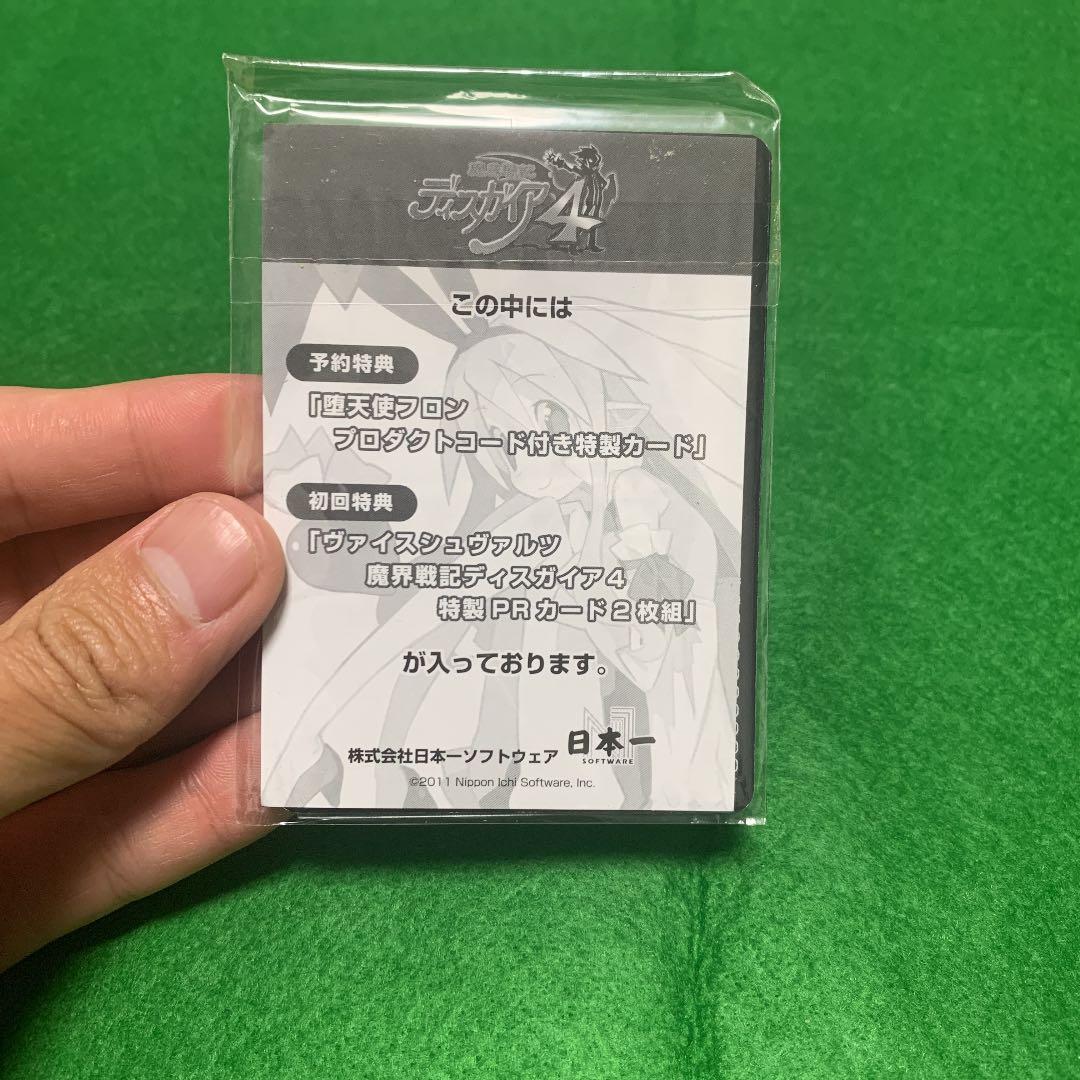 魔界戦記
ディスガイア4
この中には
予約特典
「堕天使フロン
プロダクトコード付き特製カード」
初回特典
「ヴァイスシュヴァルツ
魔界戦記ディスガイア4
特製PRカード2枚組」
が入っております。
株式会社日本一ソフトウェア 日本一
SOFTWARE
©2011 Nippon Ichi Software, Inc.